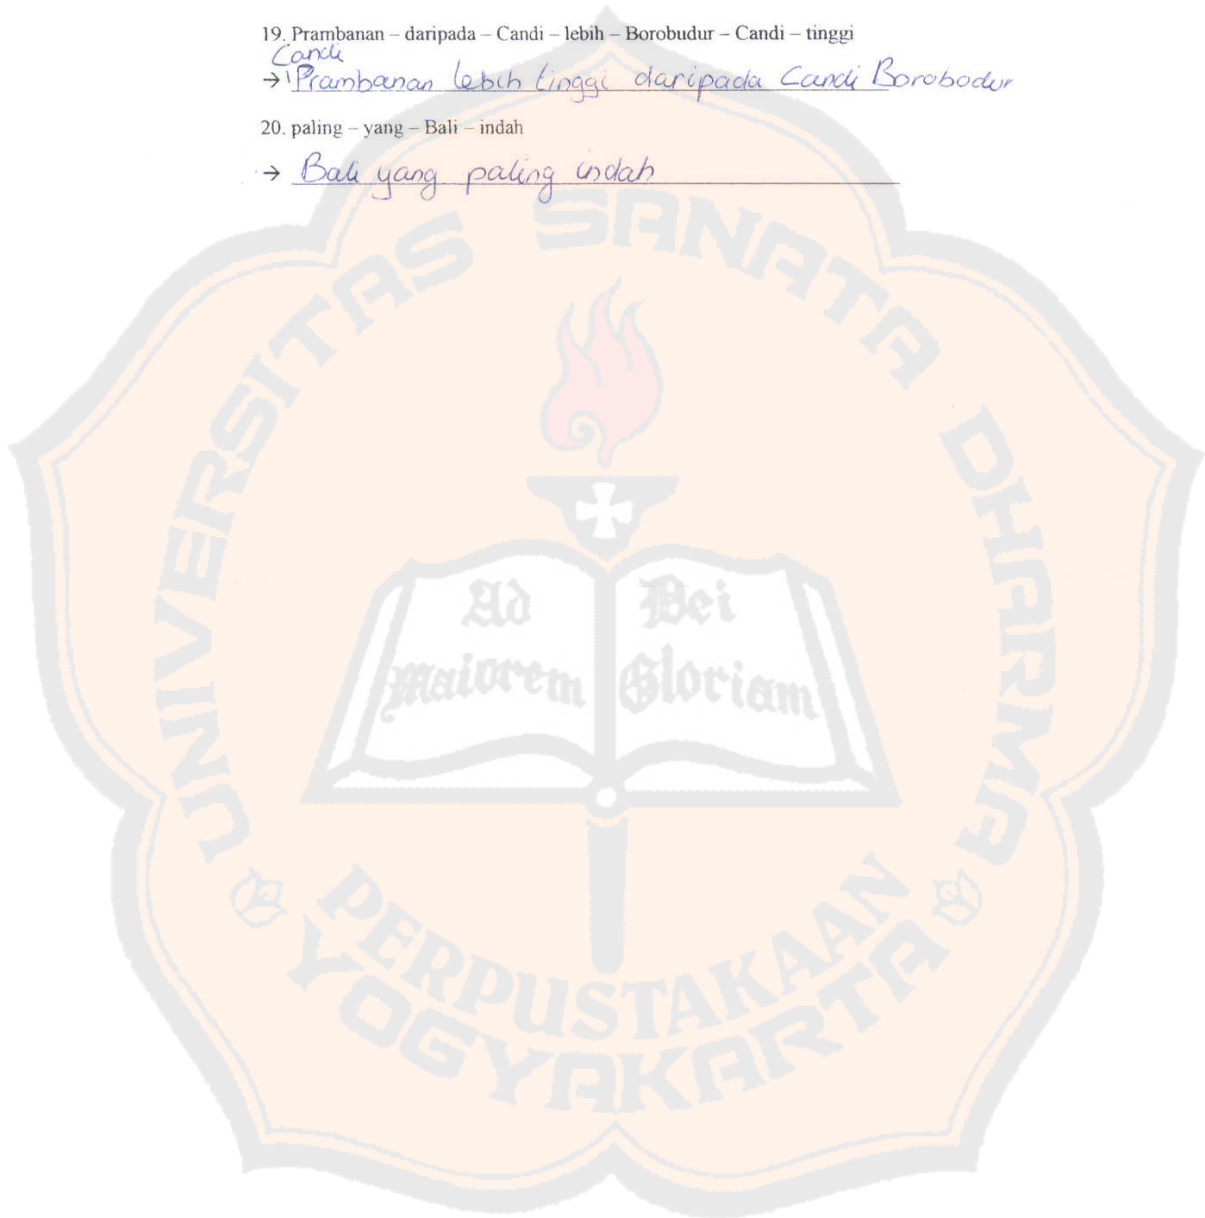 19. Prambanan – daripada – Candi – lebih – Borobudur – Candi – tinggi
Candi
→ Prambanan lebih tinggi daripada Candi Borobodur
20. paling – yang – Bali – indah
→ Bali yang paling indah
UNIVERSITAS SANATA DHARMA
Ad Dei
Maiorem Gloriam
PERPUSTAKAAN
YOGYAKARTA